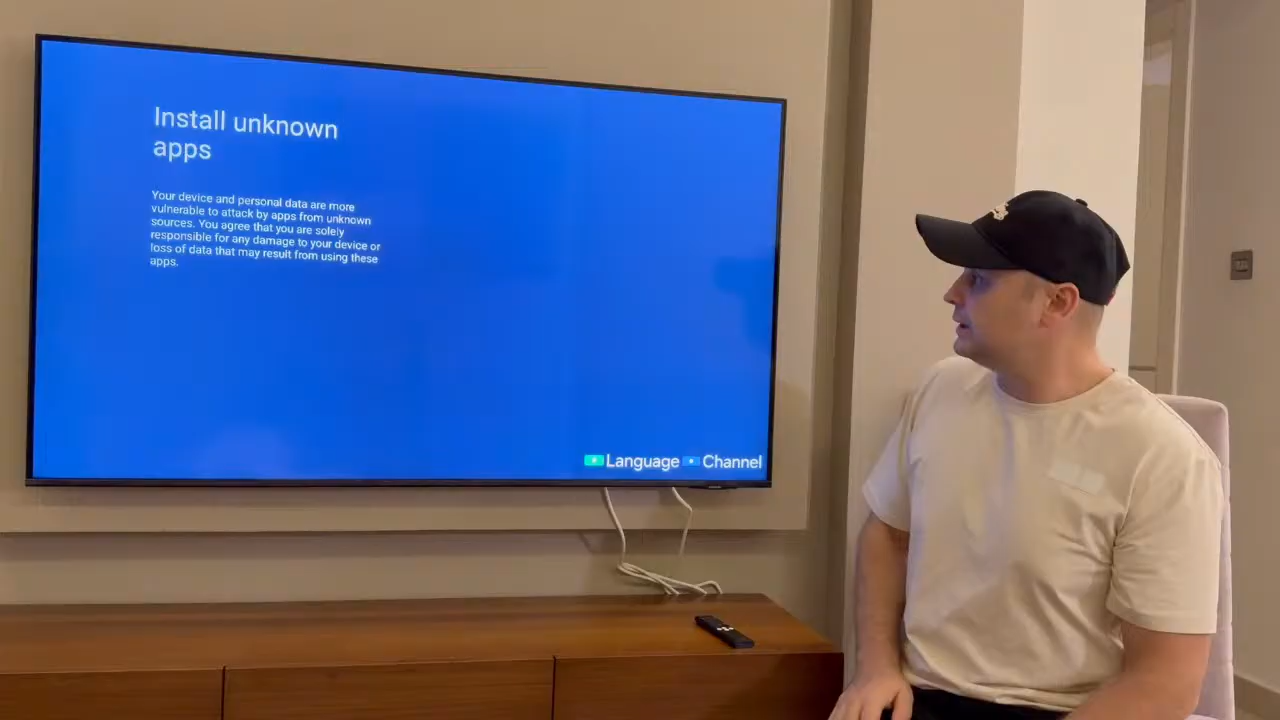 Install unknown
apps
Your device and personal data are more
vulnerable to attack by apps from unknown
sources. You agree that you are solely
responsible for any damage to your device or
loss of data that may result from using these
apps.
Language Channel